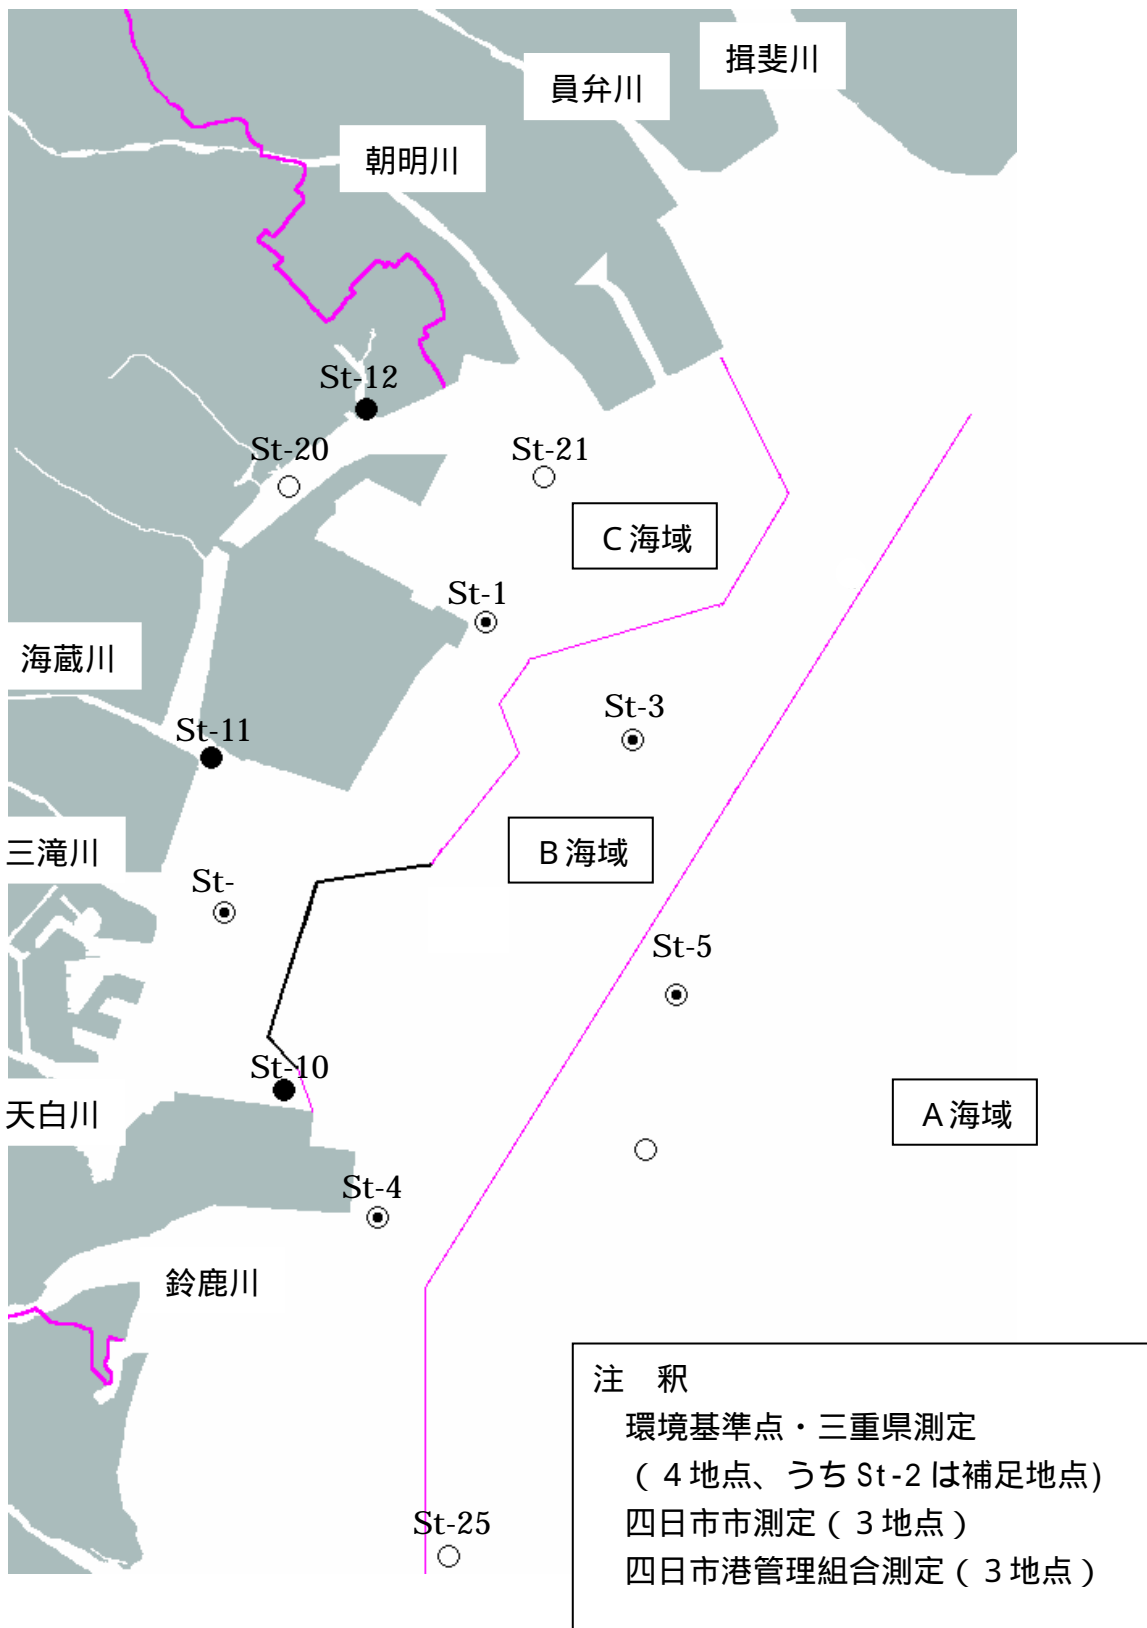 揖斐川
員弁川
朝明川
St-12
St-20
St-21
C海域
St-1
海蔵川
St-3
St-11
三滝川
B海域
St-
St-5
St-10
天白川
A海域
St-4
鈴鹿川
注 釈
環境基準点・三重県測定
(4地点、うちSt-2は補足地点)
四日市市測定(3地点)
四日市港管理組合測定(3地点)
St-25